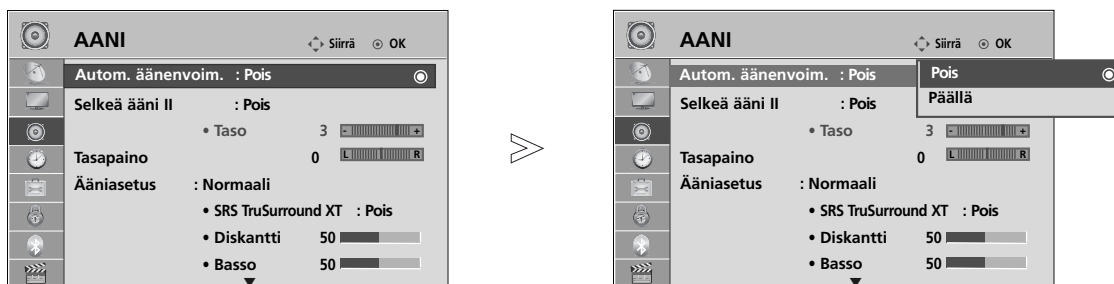 AANI Siirrä OK
Autom. äänenvoim. : Pois
Selkeä ääni II : Pois
• Taso 3 - +
Tasapaino 0 L R
Ääniasetus : Normaali
• SRS TruSurround XT : Pois
• Diskantti 50
• Basso 50
>
AANI Siirrä OK
Autom. äänenvoim. : Pois
Pois
Päällä
Selkeä ääni II : Pois
• Taso 3 - +
Tasapaino 0 L R
Ääniasetus : Normaali
• SRS TruSurround XT : Pois
• Diskantti 50
• Basso 50